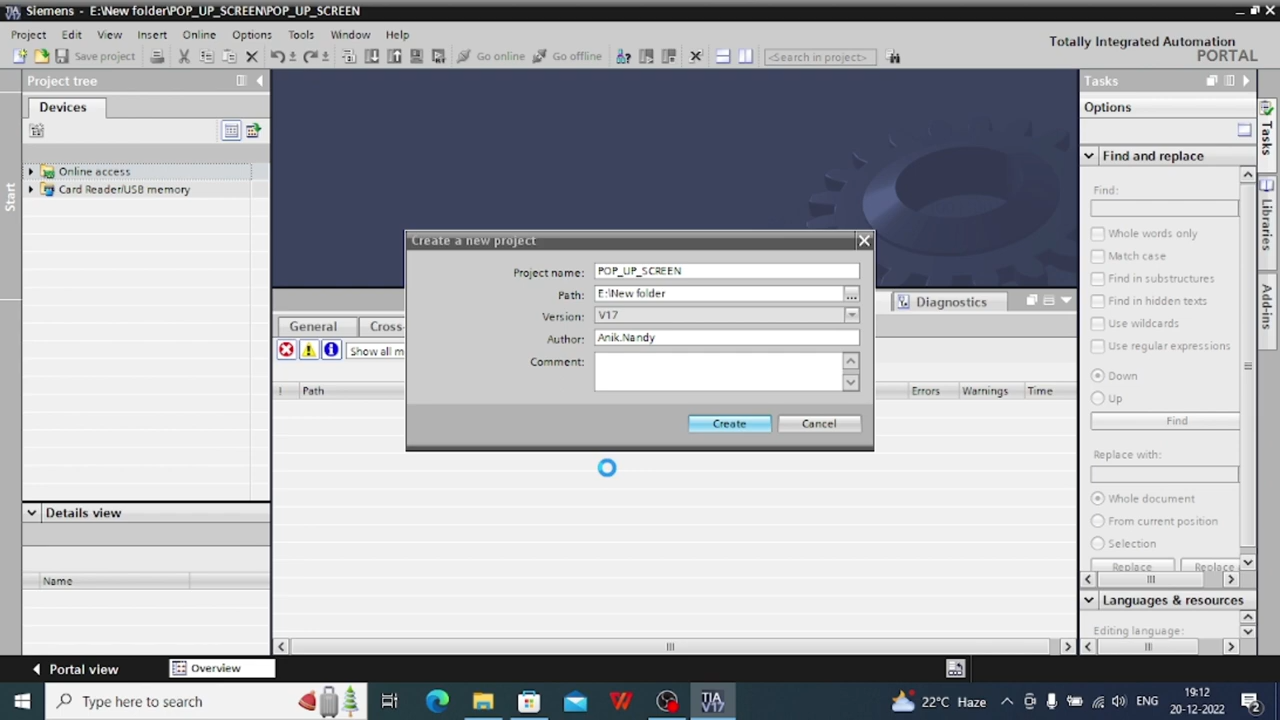 Siemens - E:\New folder\POP_UP_SCREEN\POP_UP_SCREEN
Project Edit View Insert Online Options Tools Window Help
Totally Integrated Automation
PORTAL
Save project
Go online
Go offline
<Search in project>
Project tree
Devices
Online access
Card Reader/USB memory
Start
Details view
Name
Create a new project
Project name: POP_UP_SCREEN
Path: E:\New folder
...
Version: V17
Author: Anik.Nandy
Comment:
Create
Cancel
Diagnostics
General
Cross-
Show all m
! Path Errors Warnings Time
Tasks
Options
Find and replace
Find:
Whole words only
Match case
Find in substructures
Find in hidden texts
Use wildcards
Use regular expressions
Down
Up
Find
Replace with:
Whole document
From current position
Selection
Replace
Replace
Languages & resources
Editing language:
Tasks
Libraries
Add-ins
Portal view
Overview
Type here to search
TIA
V17
22°C Haze
ENG
19:12
20-12-2022
2